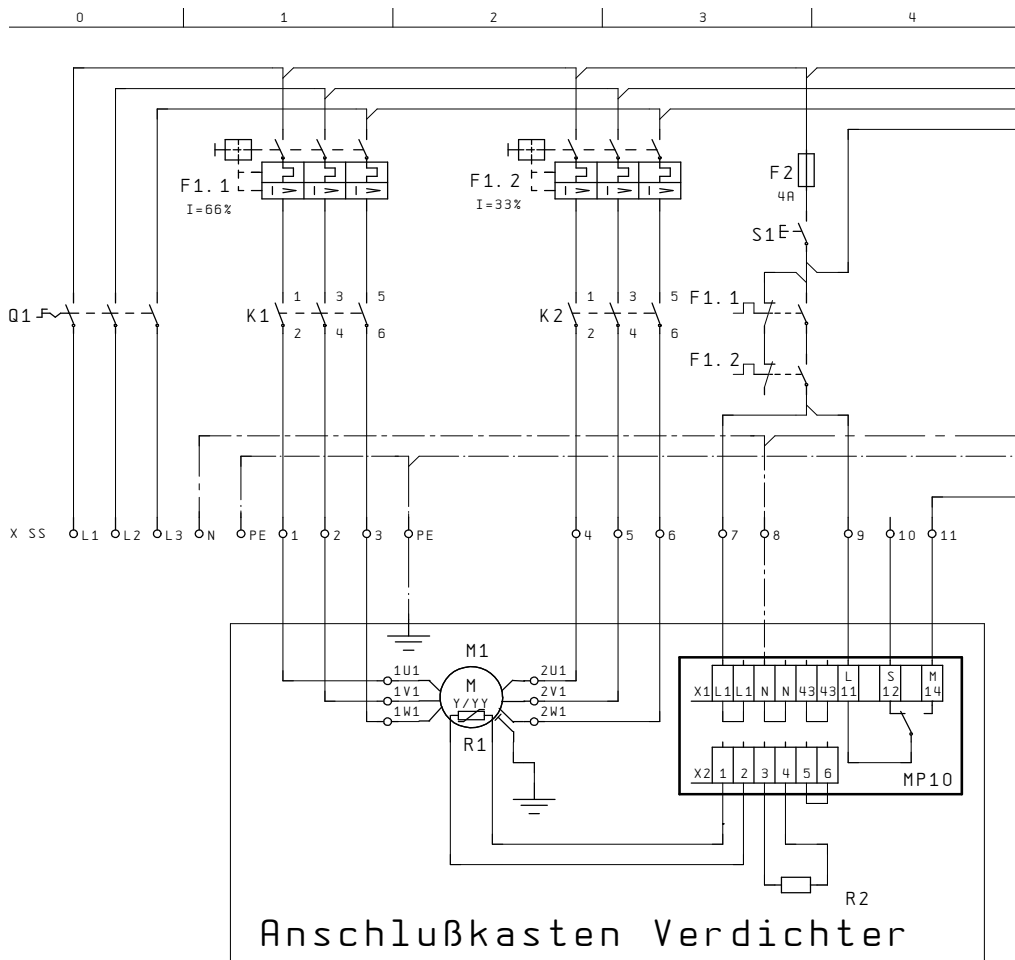 0 1 2 3 4
F1.1 I> I> I> F1.2 I> I> I> F2
I=66% I=33% 4A
S1
Q1 K1 1 3 5 K2 1 3 5 F1.1
2 4 6 2 4 6
F1.2
X SS L1 L2 L3 N PE 1 2 3 PE 4 5 6 7 8 9 10 11
M1
1U1 M 2U1
1V1 Y/YY 2V1
1W1 2W1
R1
X1 L1 L1 N N 43 43 L 11 S 12 M 14
X2 1 2 3 4 5 6 MP10
R2
Anschlußkasten Verdichter